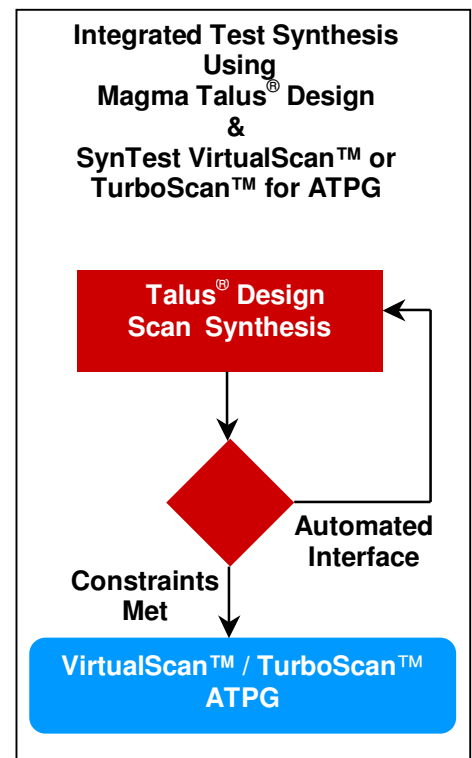 Integrated Test Synthesis
Using
Magma Talus® Design
&
SynTest VirtualScan™ or
TurboScan™ for ATPG
Talus® Design
Scan Synthesis
Automated
Interface
Constraints
Met
VirtualScan™ / TurboScan™
ATPG